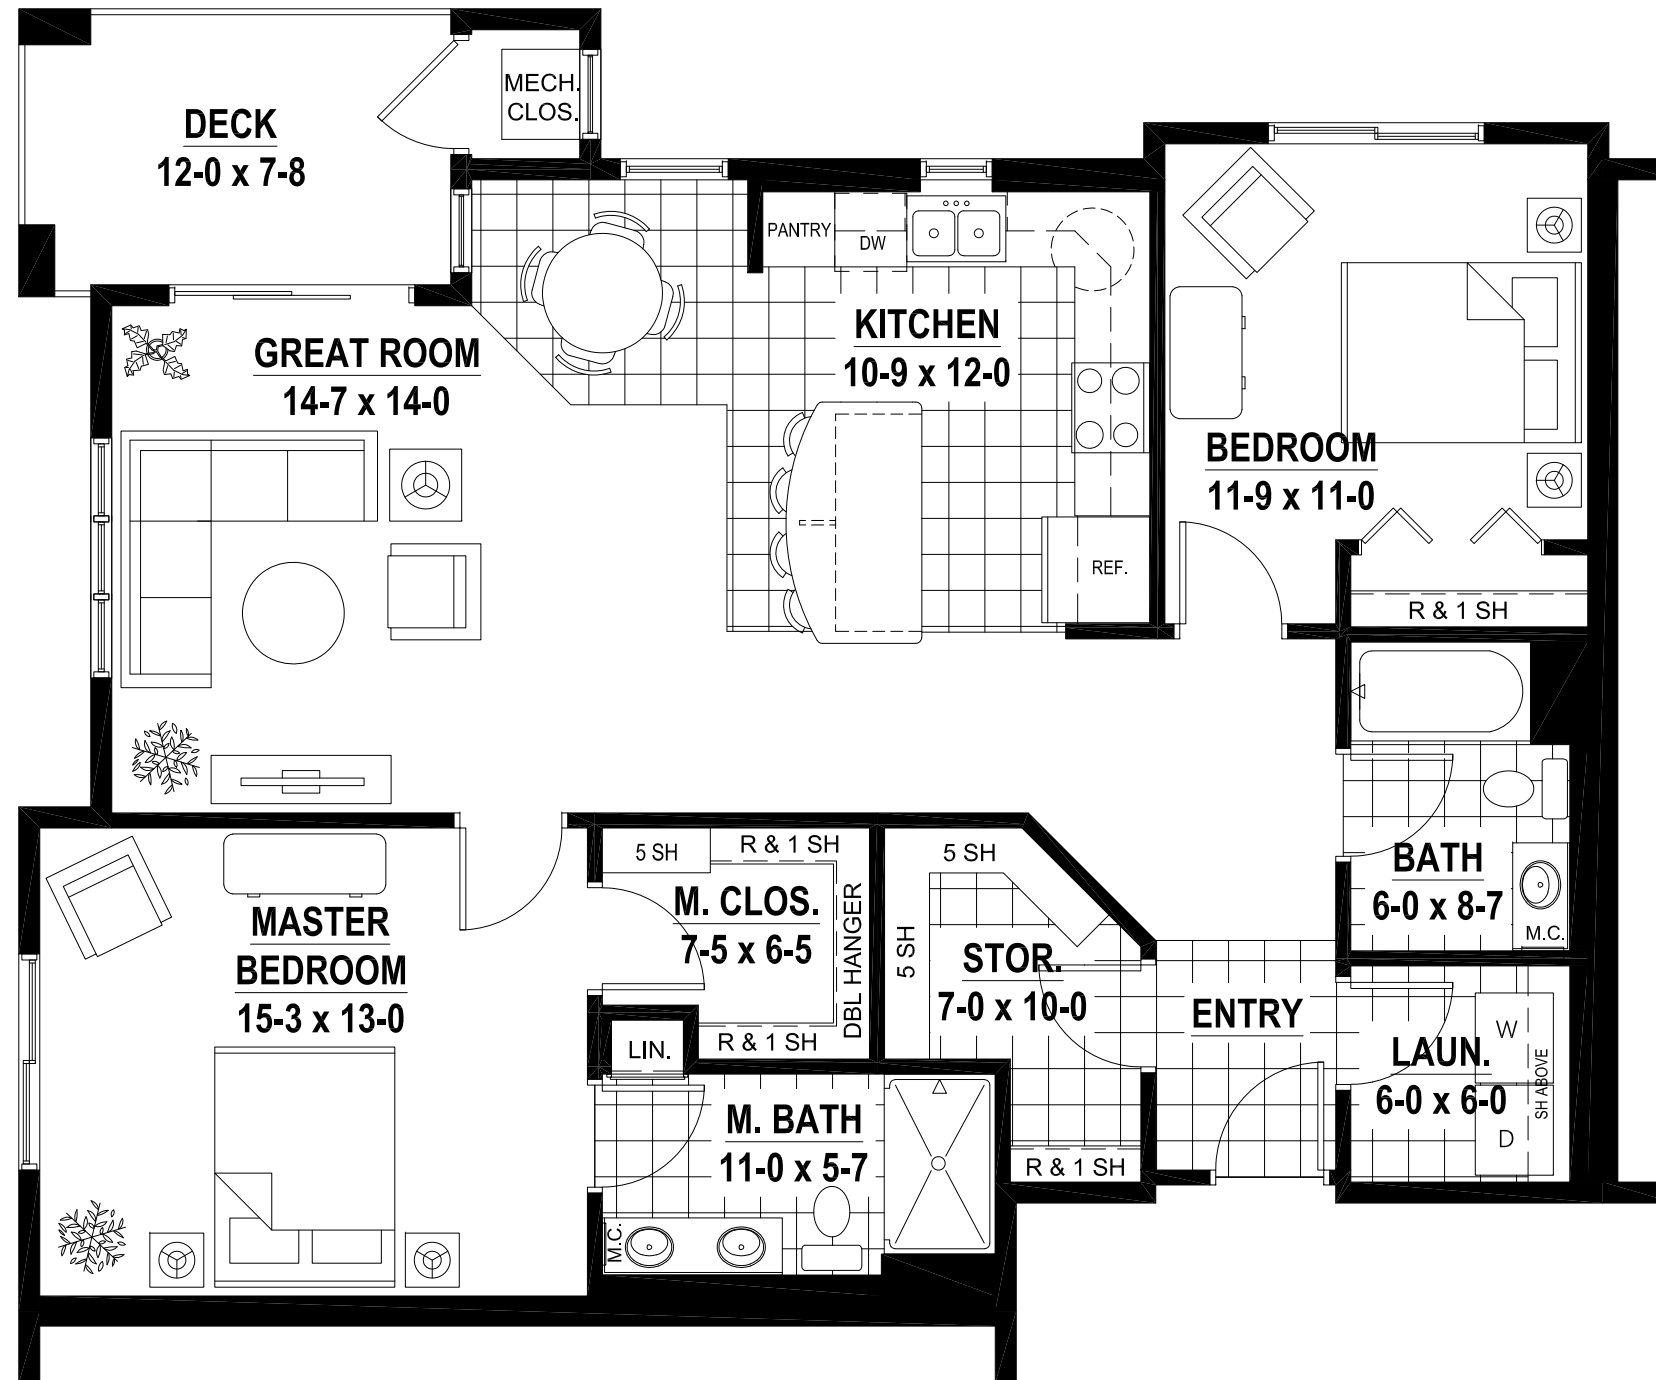 MECH.
CLOS.
DECK
12-0 x 7-8
PANTRY
DW
KITCHEN
10-9 x 12-0
GREAT ROOM
14-7 x 14-0
BEDROOM
11-9 x 11-0
REF.
R & 1 SH
5 SH
R & 1 SH
M. CLOS.
7-5 x 6-5
DBL HANGER
R & 1 SH
LIN.
MASTER
BEDROOM
15-3 x 13-0
5 SH
5 SH
STOR.
7-0 x 10-0
R & 1 SH
ENTRY
BATH
6-0 x 8-7
M.C.
LAUN.
6-0 x 6-0
W
D
SH ABOVE
M. BATH
11-0 x 5-7
M.C.